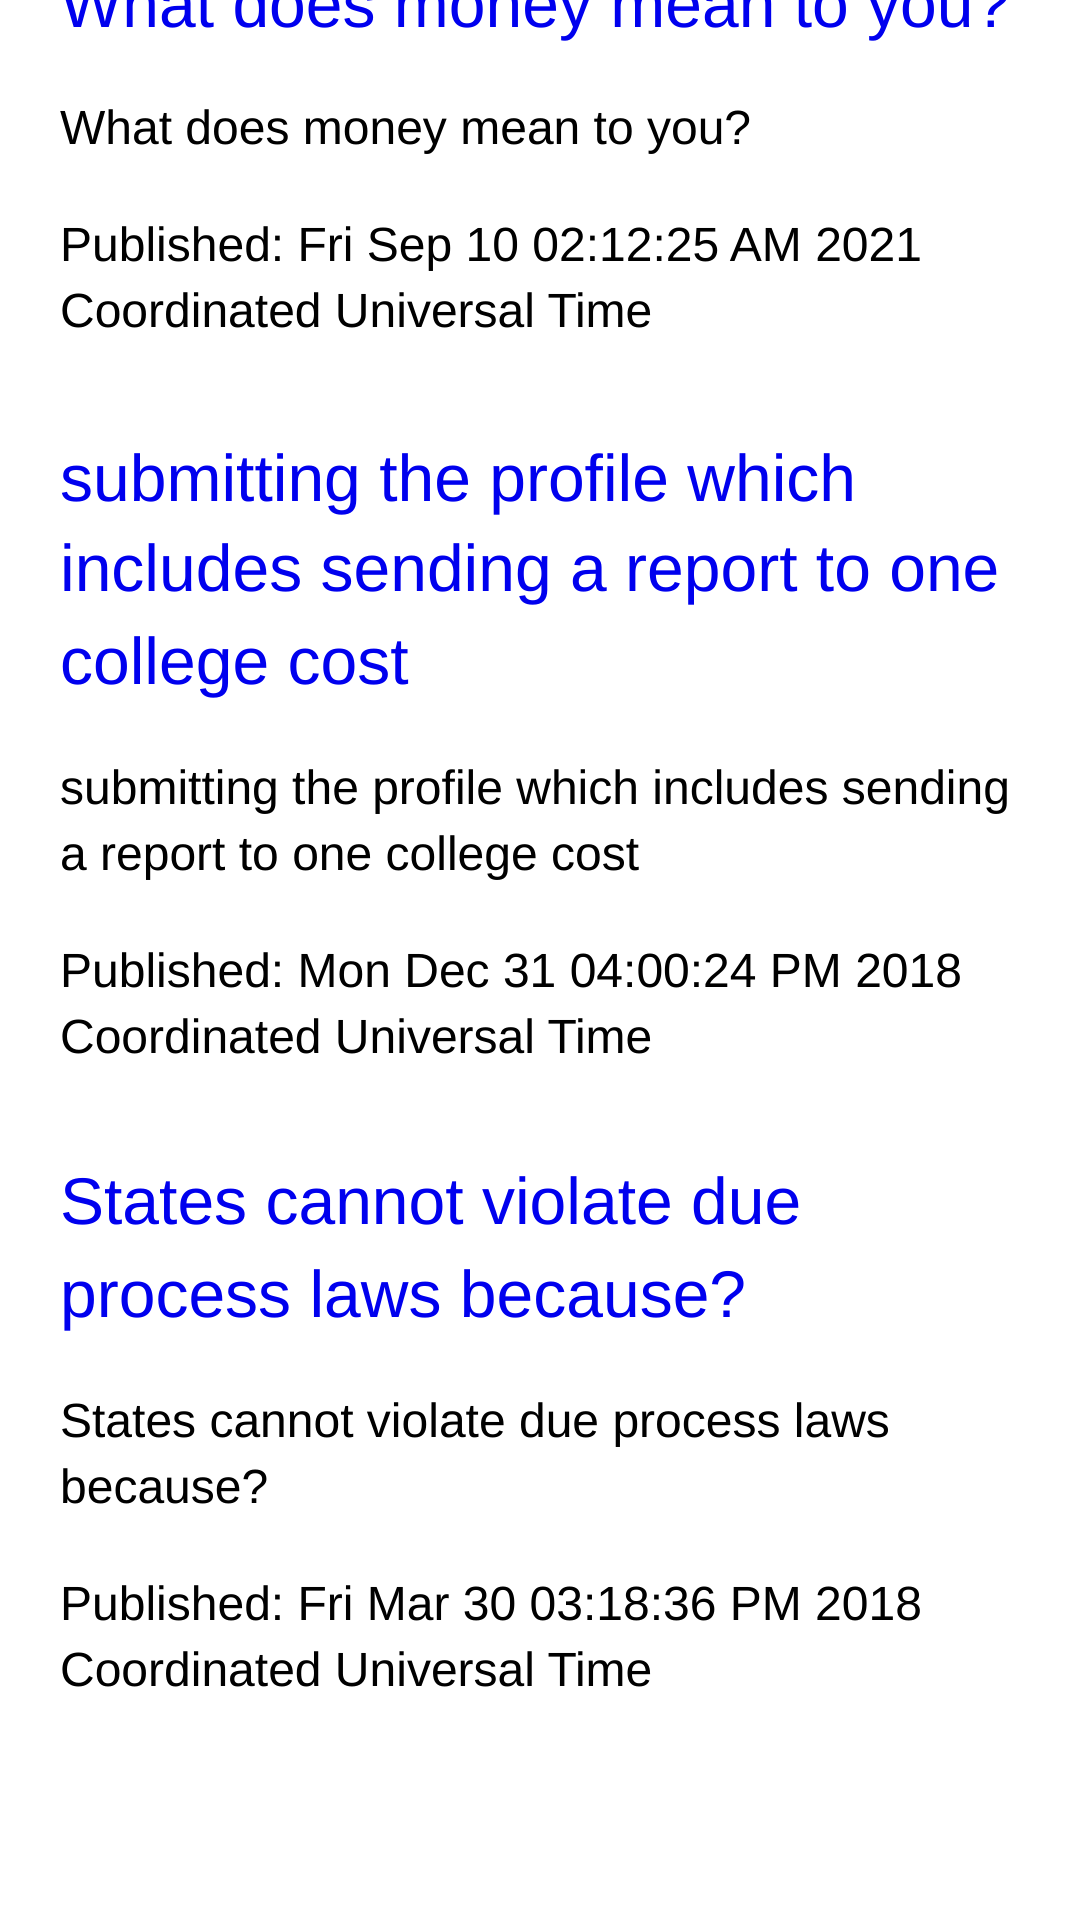 What does money mean to you?
What does money mean to you?
Published: Fri Sep 10 02:12:25 AM 2021
Coordinated Universal Time
submitting the profile which
includes sending a report to one
college cost
submitting the profile which includes sending
a report to one college cost
Published: Mon Dec 31 04:00:24 PM 2018
Coordinated Universal Time
States cannot violate due
process laws because?
States cannot violate due process laws
because?
Published: Fri Mar 30 03:18:36 PM 2018
Coordinated Universal Time